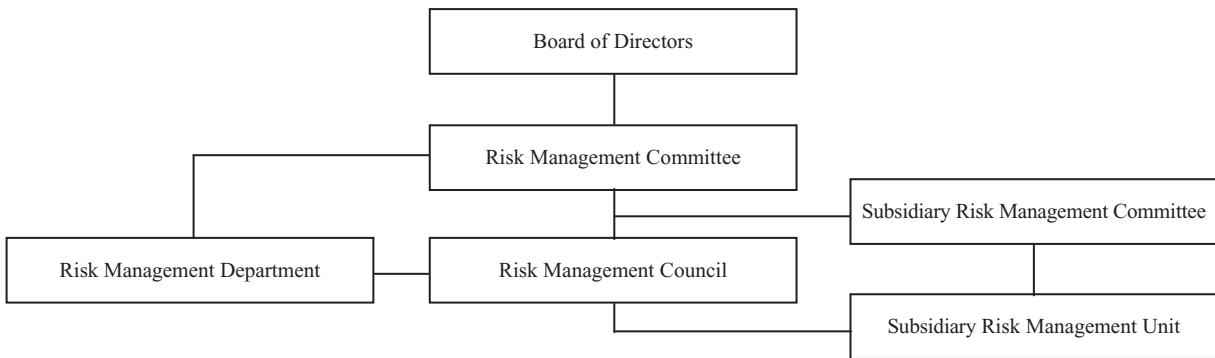 Board of Directors
Risk Management Committee
Subsidiary Risk Management Committee
Risk Management Department
Risk Management Council
Subsidiary Risk Management Unit